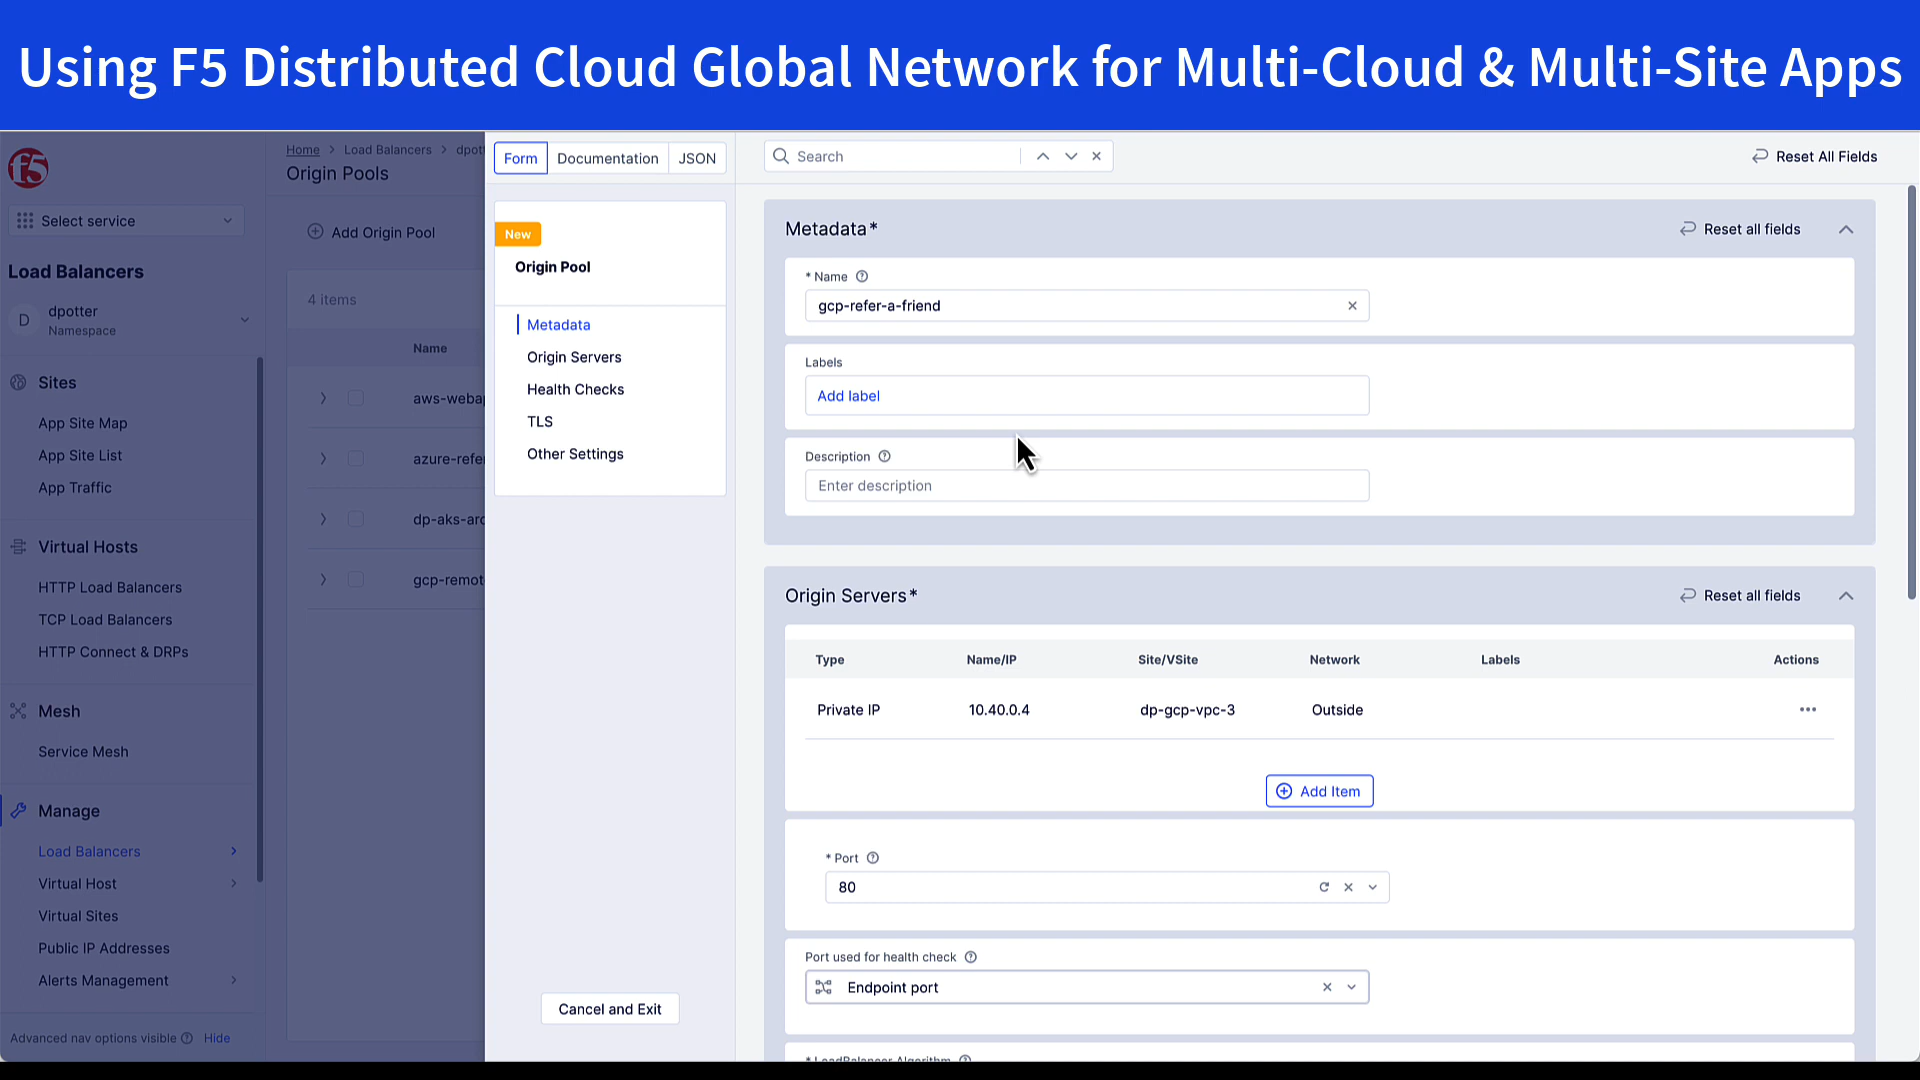 Using F5 Distributed Cloud Global Network for Multi-Cloud & Multi-Site Apps
f5
Select service
Load Balancers
D
dpotter
Namespace
Sites
App Site Map
App Site List
App Traffic
Virtual Hosts
HTTP Load Balancers
TCP Load Balancers
HTTP Connect & DRPs
Mesh
Service Mesh
Manage
Load Balancers
Virtual Host
Virtual Sites
Public IP Addresses
Alerts Management
Advanced nav options visible Hide
Home > Load Balancers > dpott
Origin Pools
Add Origin Pool
4 items
Name
aws-webap
azure-refe
dp-aks-arc
gcp-remot
Form Documentation JSON
New
Origin Pool
Metadata
Origin Servers
Health Checks
TLS
Other Settings
Cancel and Exit
Search
Reset All Fields
Metadata*
Reset all fields
* Name
gcp-refer-a-friend
Labels
Add label
Description
Enter description
Origin Servers*
Reset all fields
Type Name/IP Site/VSite Network Labels Actions
Private IP 10.40.0.4 dp-gcp-vpc-3 Outside
Add Item
* Port
80
Port used for health check
Endpoint port
* LoadBalancer Algorithm